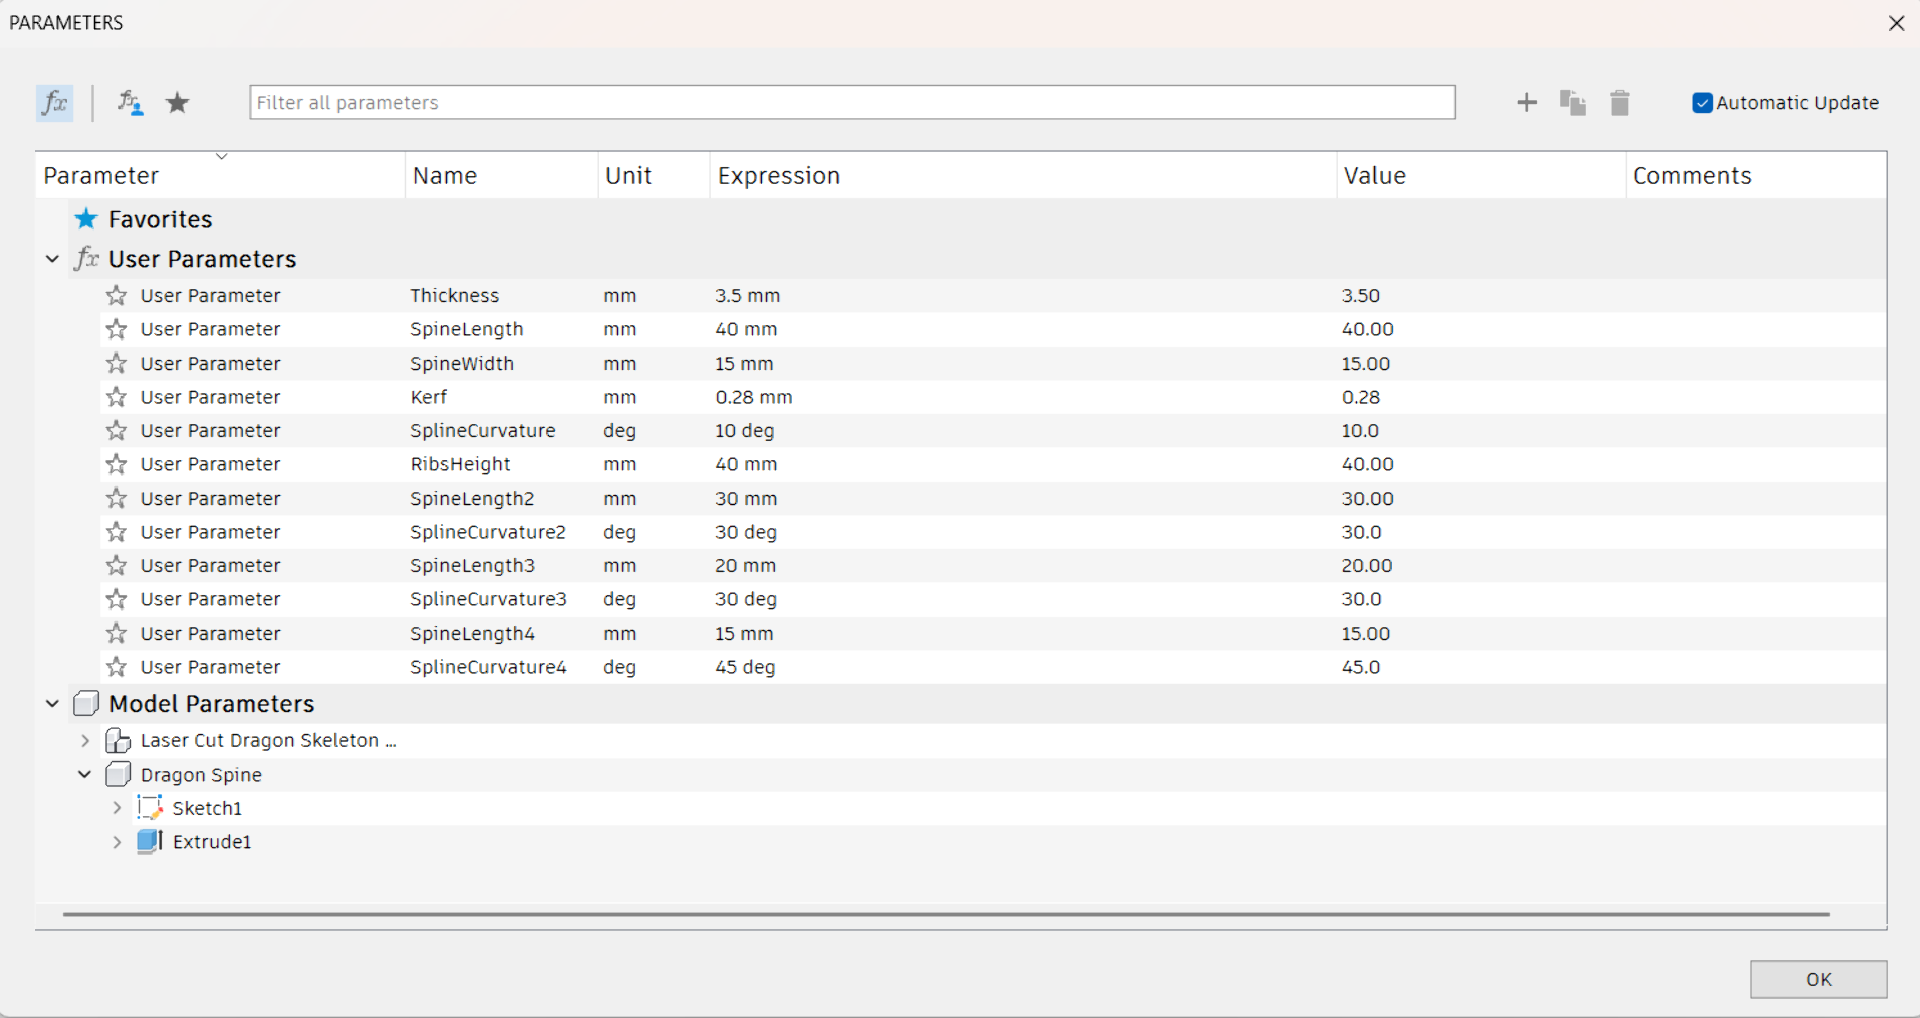 PARAMETERS
fx fx Filter all parameters Automatic Update
Parameter Name Unit Expression Value Comments
Favorites
fx User Parameters
User Parameter Thickness mm 3.5 mm 3.50
User Parameter SpineLength mm 40 mm 40.00
User Parameter SpineWidth mm 15 mm 15.00
User Parameter Kerf mm 0.28 mm 0.28
User Parameter SplineCurvature deg 10 deg 10.0
User Parameter RibsHeight mm 40 mm 40.00
User Parameter SpineLength2 mm 30 mm 30.00
User Parameter SplineCurvature2 deg 30 deg 30.0
User Parameter SpineLength3 mm 20 mm 20.00
User Parameter SplineCurvature3 deg 30 deg 30.0
User Parameter SpineLength4 mm 15 mm 15.00
User Parameter SplineCurvature4 deg 45 deg 45.0
Model Parameters
Laser Cut Dragon Skeleton ...
Dragon Spine
Sketch1
Extrude1
OK